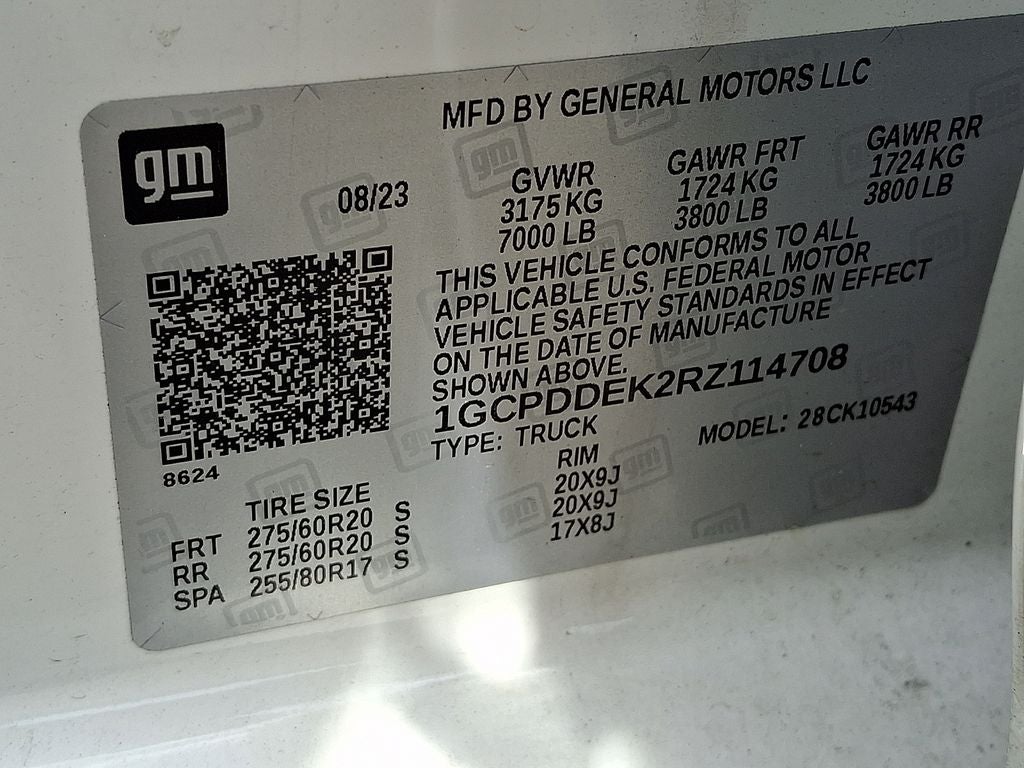 gm
MFD BY GENERAL MOTORS LLC
08/23
GVWR GAWR FRT GAWR RR
3175 KG 1724 KG 1724 KG
7000 LB 3800 LB 3800 LB
THIS VEHICLE CONFORMS TO ALL
APPLICABLE U.S. FEDERAL MOTOR
VEHICLE SAFETY STANDARDS IN EFFECT
ON THE DATE OF MANUFACTURE
SHOWN ABOVE.
1GCPDDEK2RZ114708
TYPE: TRUCK MODEL: 28CK10543
8624
TIRE SIZE RIM
FRT 275/60R20 S 20X9J
RR 275/60R20 S 20X9J
SPA 255/80R17 S 17X8J